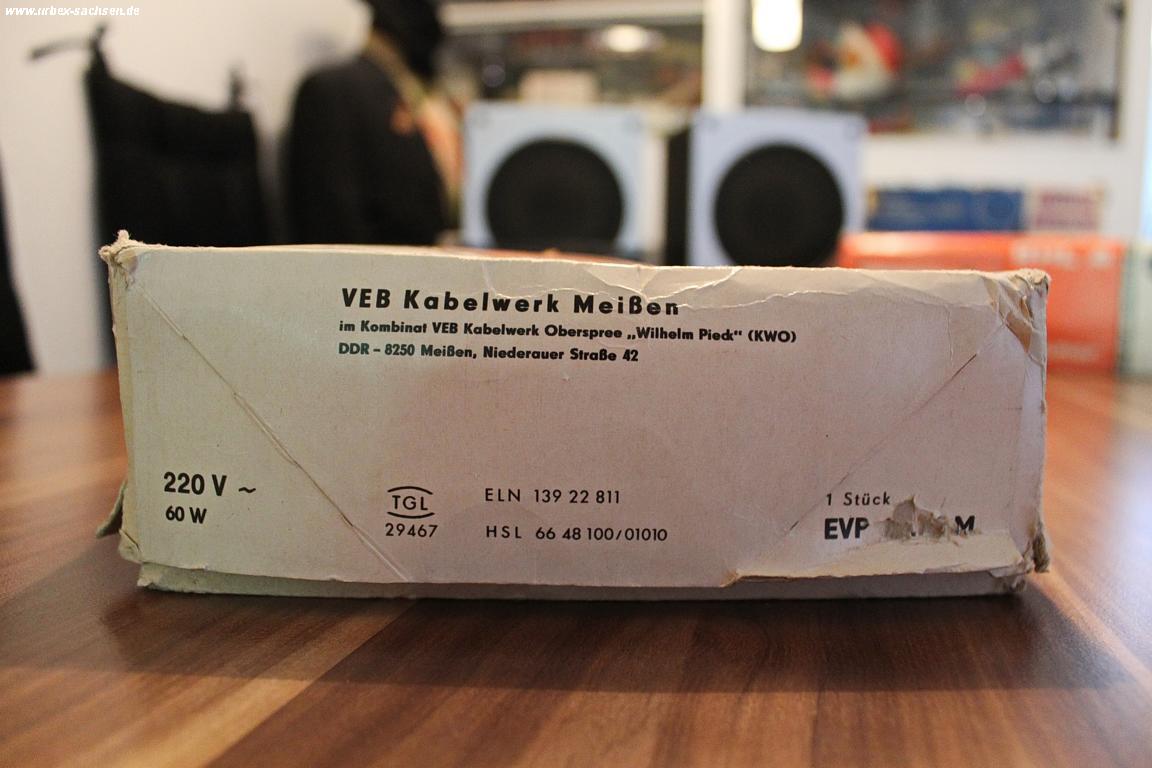 www.urbex-sachsen.de
VEB Kabelwerk Meißen
im Kombinat VEB Kabelwerk Oberspree „Wilhelm Pieck“ (KWO)
DDR – 8250 Meißen, Niederauer Straße 42
220 V ~
60 W
TGL
29467
ELN 139 22 811
HSL 66 48 100/01010
1 Stück
EVP M